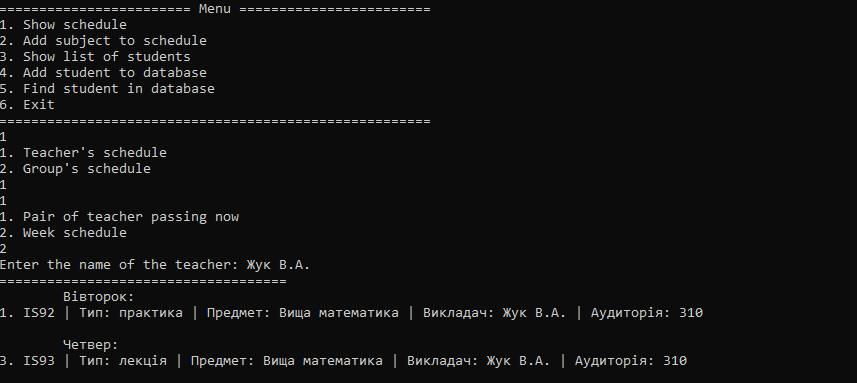 ======================== Menu ========================
1. Show schedule
2. Add subject to schedule
3. Show list of students
4. Add student to database
5. Find student in database
6. Exit
======================================================
1
1. Teacher's schedule
2. Group's schedule
1
1
1. Pair of teacher passing now
2. Week schedule
2
Enter the name of the teacher: Жук В.А.
====================================
Вівторок:
1. IS92 | Тип: практика | Предмет: Вища математика | Викладач: Жук В.А. | Аудиторія: 310
Четвер:
3. IS93 | Тип: лекція | Предмет: Вища математика | Викладач: Жук В.А. | Аудиторія: 310